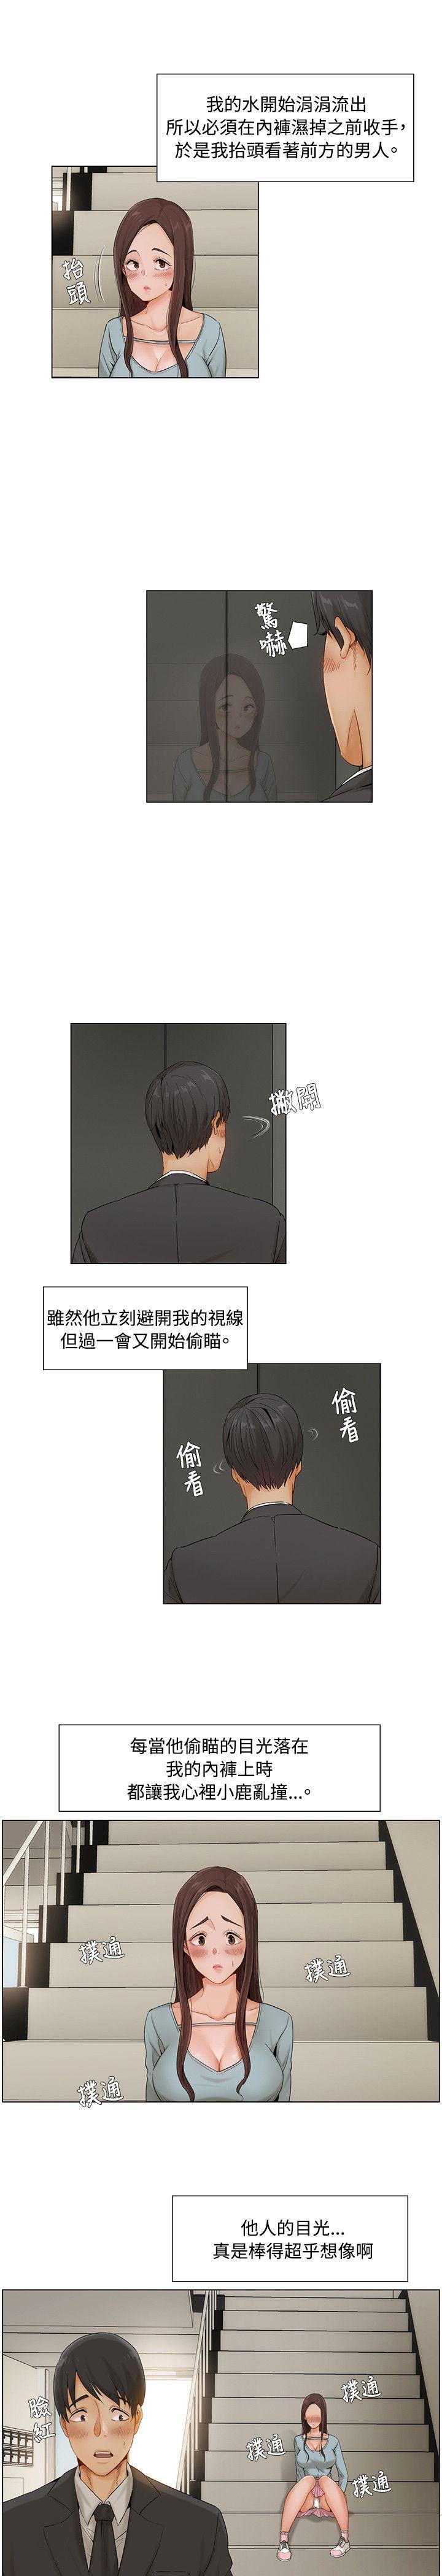 我的水開始涓涓流出
所以必須在內褲濕掉之前收手，
於是我抬頭看著前方的男人。
抬頭
驚嚇
撇開
雖然他立刻避開我的視線
但過一會又開始偷瞄。
偷看
偷看
每當他偷瞄的目光落在
我的內褲上時
都讓我心裡小鹿亂撞...。
撲通
撲通
撲通
他人的目光...
真是棒得超乎想像啊
臉紅
撲通
撲通
撲通